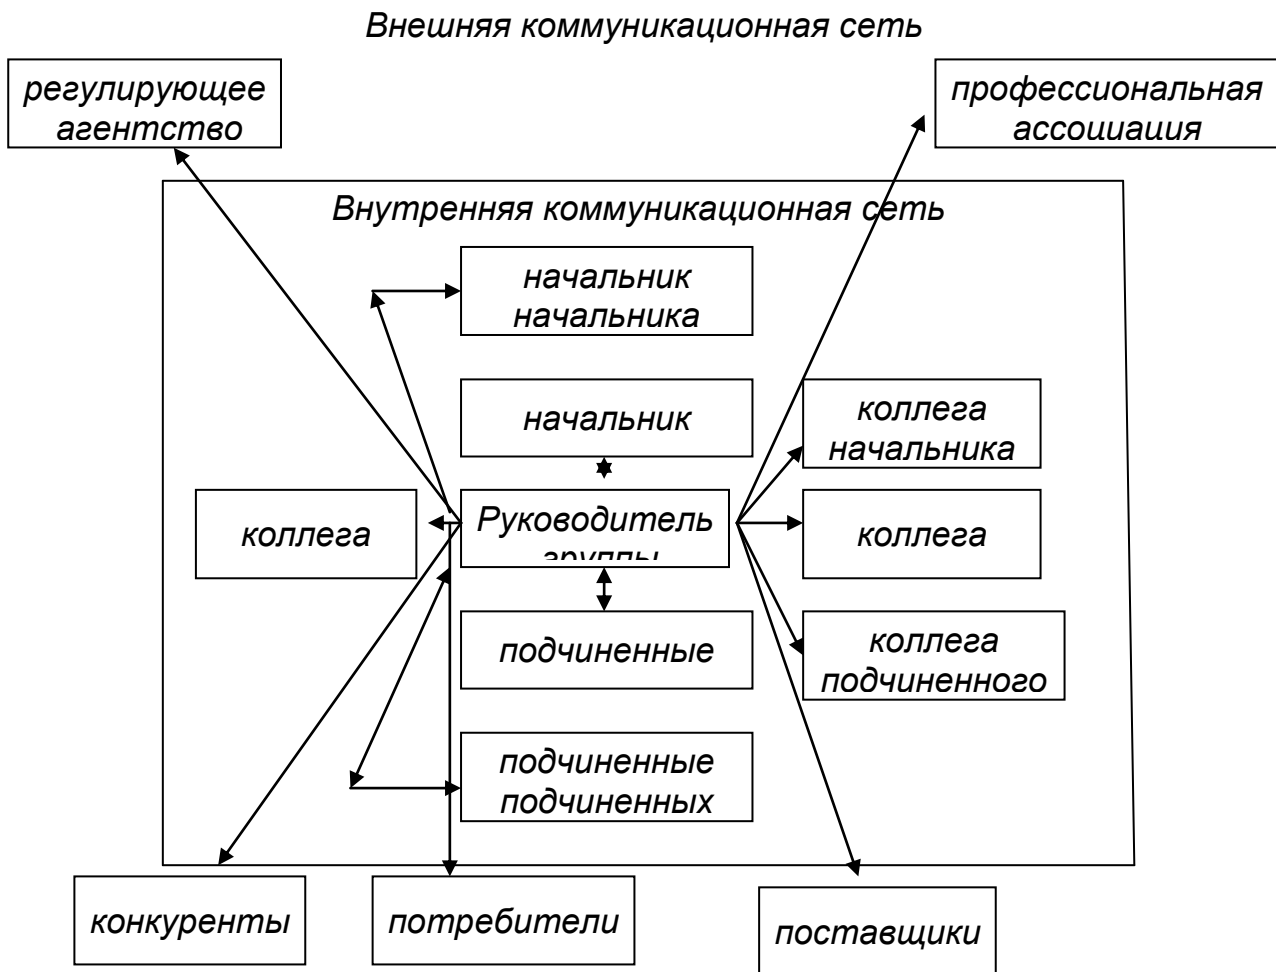 Внешняя коммуникационная сеть
регулирующее
агентство
профессиональная
ассоциация
Внутренняя коммуникационная сеть
начальник
начальника
начальник
коллега
начальника
коллега
Руководитель
группы
коллега
подчиненные
коллега
подчиненного
подчиненные
подчиненных
конкуренты
потребители
поставщики